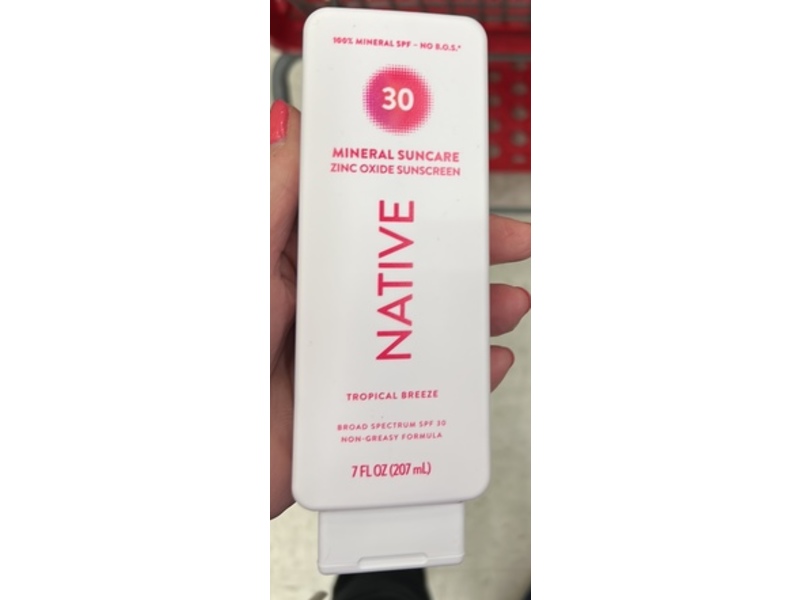 100% MINERAL SPF - NO B.O.S.*
30
MINERAL SUNCARE
ZINC OXIDE SUNSCREEN
NATIVE
TROPICAL BREEZE
BROAD SPECTRUM SPF 30
NON-GREASY FORMULA
7 FL OZ (207 mL)